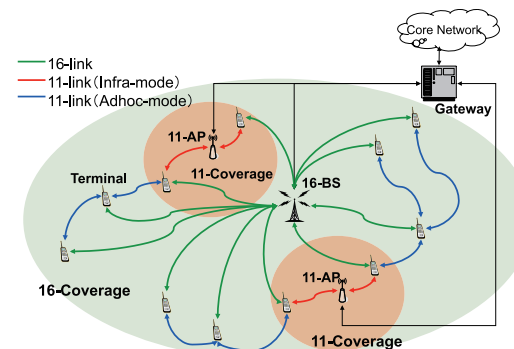 Core Network
16-link
11-link(Infra-mode)
11-link(Adhoc-mode)
Gateway
11-AP
11-Coverage
Terminal
16-BS
11-AP
16-Coverage
11-Coverage